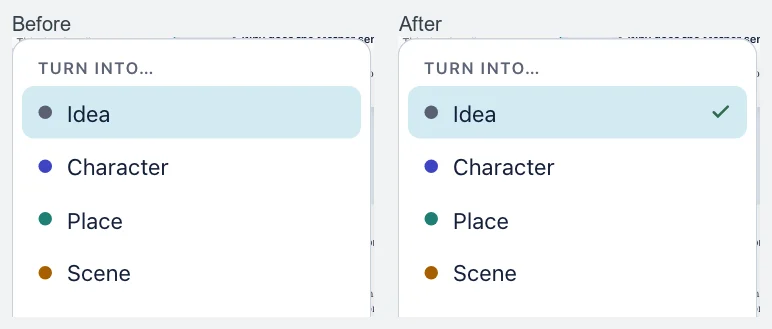 Before
TURN INTO...
Idea
Character
Place
Scene
After
TURN INTO...
Idea
Character
Place
Scene